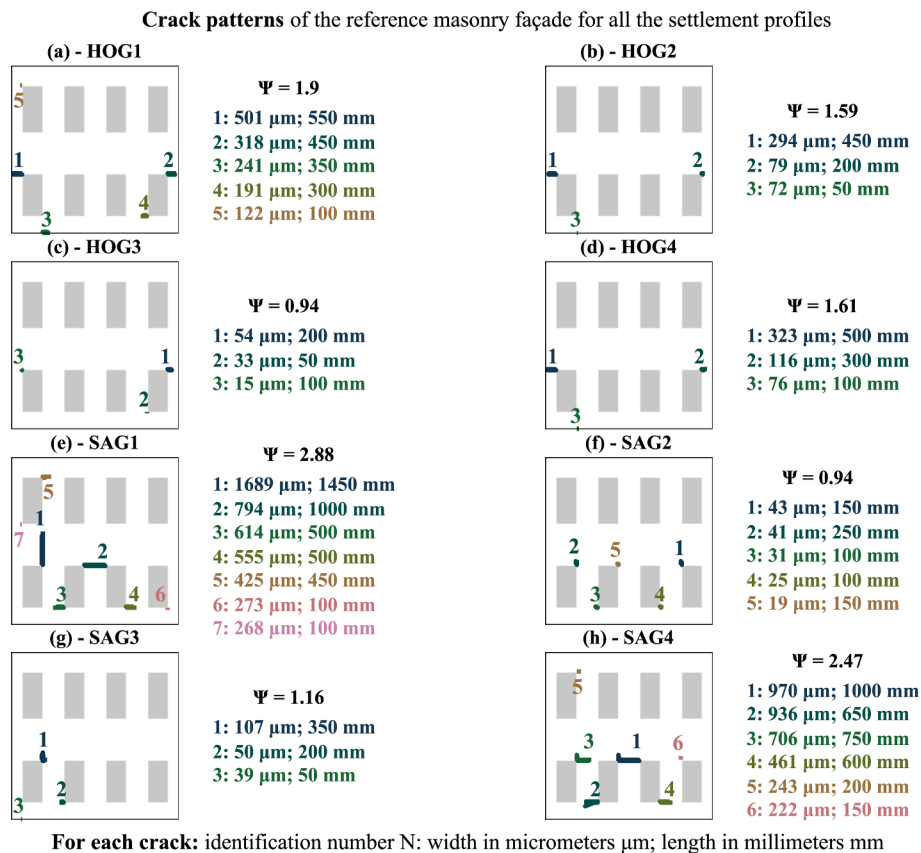 Crack patterns of the reference masonry façade for all the settlement profiles
(a) - HOG1
5
1
2
4
3
Ψ = 1.9
1: 501 µm; 550 mm
2: 318 µm; 450 mm
3: 241 µm; 350 mm
4: 191 µm; 300 mm
5: 122 µm; 100 mm
(b) - HOG2
1
2
3
Ψ = 1.59
1: 294 µm; 450 mm
2: 79 µm; 200 mm
3: 72 µm; 50 mm
(c) - HOG3
3
1
2
Ψ = 0.94
1: 54 µm; 200 mm
2: 33 µm; 50 mm
3: 15 µm; 100 mm
(d) - HOG4
1
2
3
Ψ = 1.61
1: 323 µm; 500 mm
2: 116 µm; 300 mm
3: 76 µm; 100 mm
(e) - SAG1
5
1
7
2
3
4
6
Ψ = 2.88
1: 1689 µm; 1450 mm
2: 794 µm; 1000 mm
3: 614 µm; 500 mm
4: 555 µm; 500 mm
5: 425 µm; 450 mm
6: 273 µm; 100 mm
7: 268 µm; 100 mm
(f) - SAG2
2
5
1
3
4
Ψ = 0.94
1: 43 µm; 150 mm
2: 41 µm; 250 mm
3: 31 µm; 100 mm
4: 25 µm; 100 mm
5: 19 µm; 150 mm
(g) - SAG3
1
2
3
Ψ = 1.16
1: 107 µm; 350 mm
2: 50 µm; 200 mm
3: 39 µm; 50 mm
(h) - SAG4
5
3
1
6
2
4
Ψ = 2.47
1: 970 µm; 1000 mm
2: 936 µm; 650 mm
3: 706 µm; 750 mm
4: 461 µm; 600 mm
5: 243 µm; 200 mm
6: 222 µm; 150 mm
For each crack: identification number N: width in micrometers µm; length in millimeters mm